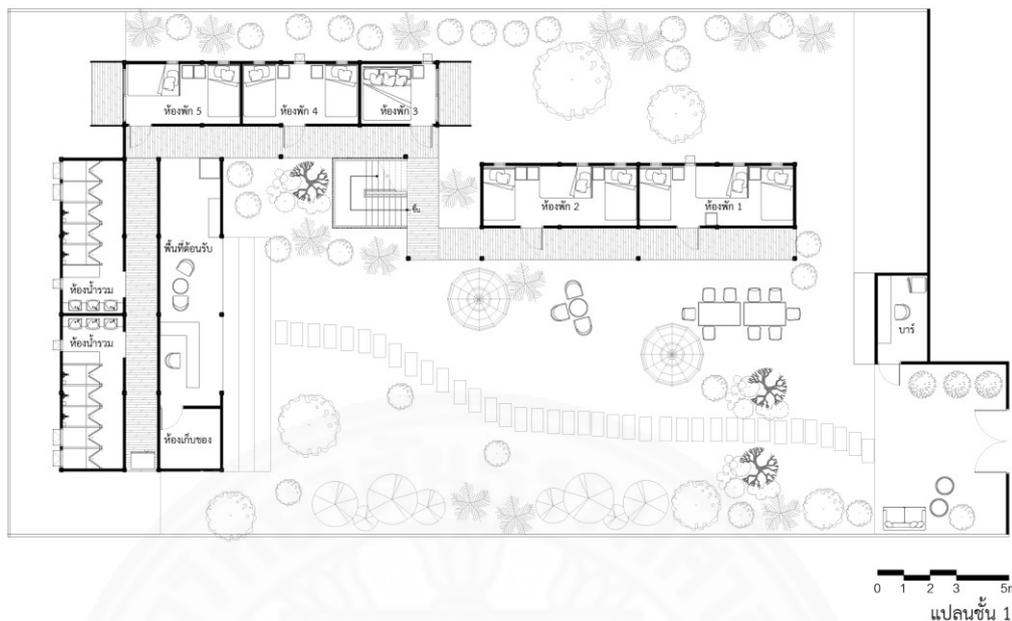 ห้องพัก 5
ห้องพัก 4
ห้องพัก 3
ห้องพัก 2
ห้องพัก 1
ขึ้น
พื้นที่ต้อนรับ
ห้องน้ำรวม
ห้องน้ำรวม
บาร์
ห้องเก็บของ
0 1 2 3 5m
แปลนชั้น 1